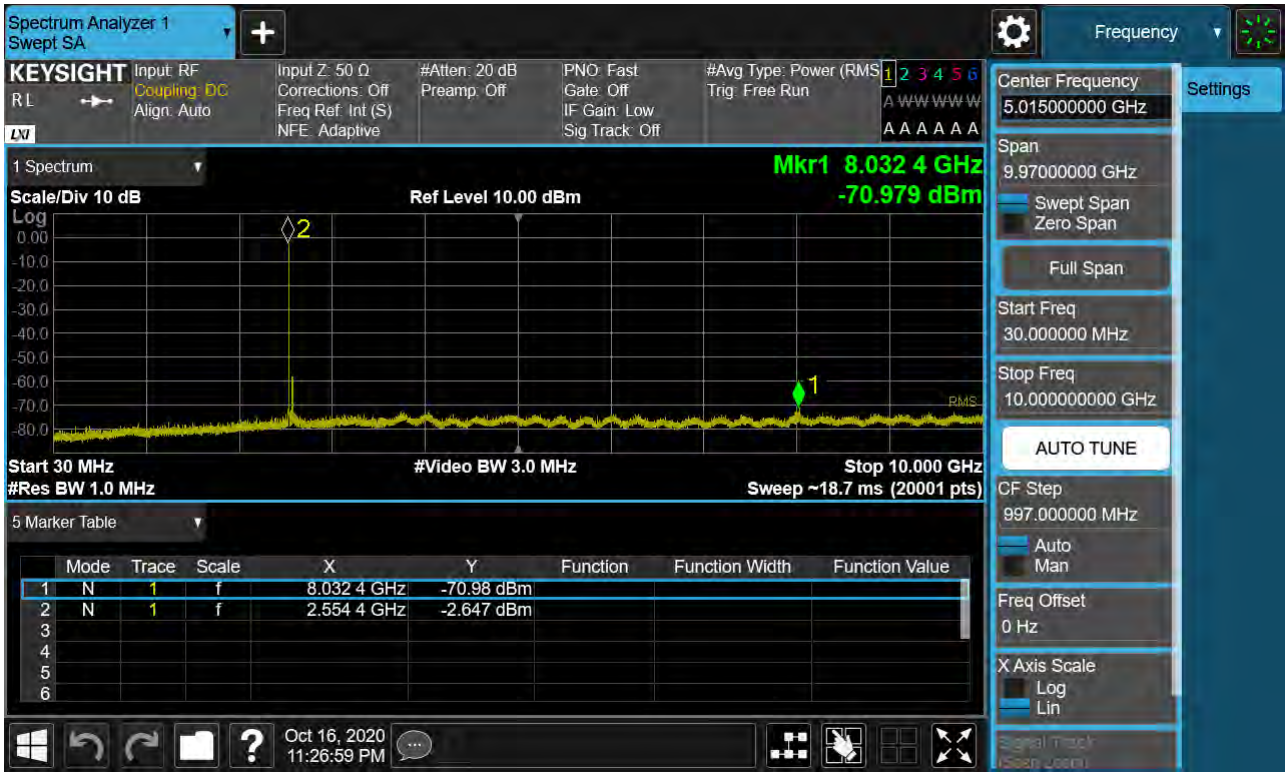 Spectrum Analyzer 1
Swept SA
+
Frequency
KEYSIGHT
RL
LXI
Input: RF
Coupling: DC
Align: Auto
Input Z: 50 Ω
Corrections: Off
Freq Ref: Int (S)
NFE: Adaptive
#Atten: 20 dB
Preamp: Off
PNO: Fast
Gate: Off
IF Gain: Low
Sig Track: Off
#Avg Type: Power (RMS
Trig: Free Run
1 2 3 4 5 6
A W W W W W
A A A A A A
1 Spectrum
Scale/Div 10 dB
Ref Level 10.00 dBm
Mkr1 8.032 4 GHz
-70.979 dBm
Log
0.00
-10.0
-20.0
-30.0
-40.0
-50.0
-60.0
-70.0
-80.0
2
1
RMS
Start 30 MHz
#Video BW 3.0 MHz
Stop 10.000 GHz
#Res BW 1.0 MHz
Sweep ~18.7 ms (20001 pts)
5 Marker Table
Mode Trace Scale X Y Function Function Width Function Value
1 N 1 f 8.032 4 GHz -70.98 dBm
2 N 1 f 2.554 4 GHz -2.647 dBm
3
4
5
6
?
Oct 16, 2020
11:26:59 PM
Center Frequency
5.015000000 GHz
Settings
Span
9.97000000 GHz
Swept Span
Zero Span
Full Span
Start Freq
30.000000 MHz
Stop Freq
10.000000000 GHz
AUTO TUNE
CF Step
997.000000 MHz
Auto
Man
Freq Offset
0 Hz
X Axis Scale
Log
Lin
Signal Track
(Span Zoom)